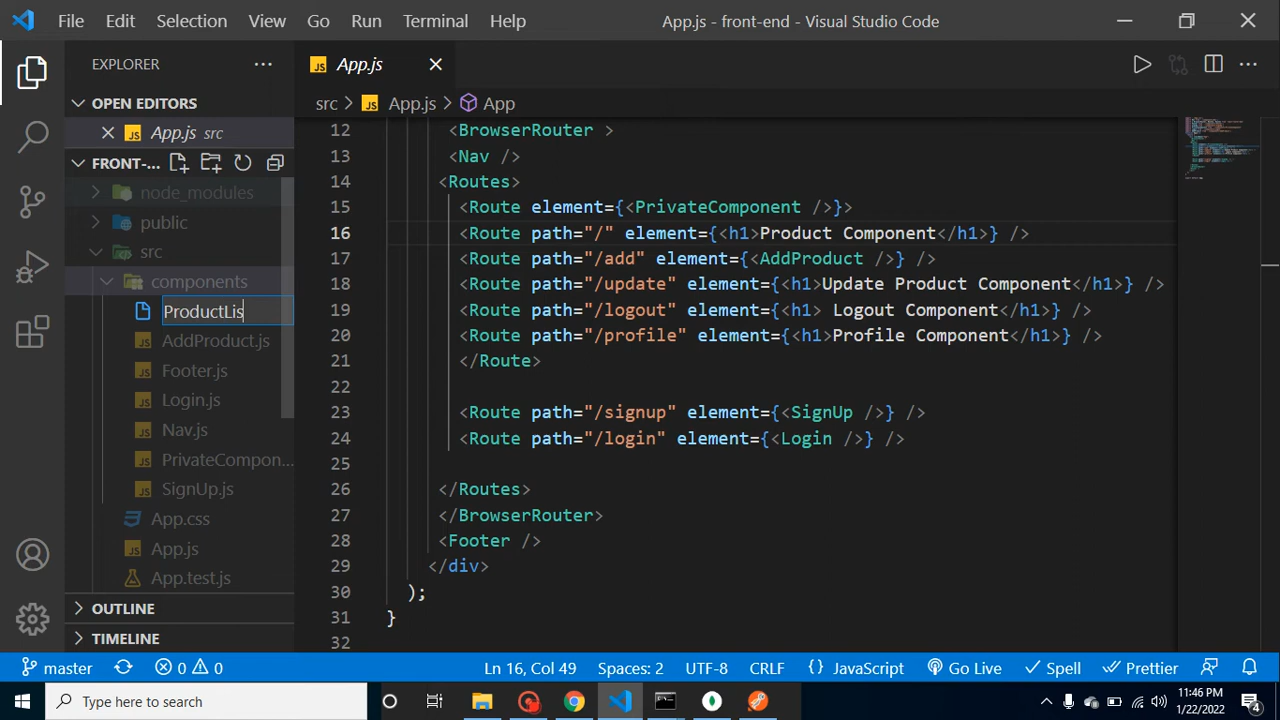 File Edit Selection View Go Run Terminal Help App.js - front-end - Visual Studio Code
EXPLORER
OPEN EDITORS
App.js src
FRONT-...
node_modules
public
src
components
ProductLis
AddProduct.js
Footer.js
Login.js
Nav.js
PrivateCompon...
SignUp.js
App.css
App.js
App.test.js
OUTLINE
TIMELINE
App.js
src App.js App
12 <BrowserRouter >
13 <Nav />
14 <Routes>
15 <Route element={<PrivateComponent />}>
16 <Route path="/" element={<h1>Product Component</h1>} />
17 <Route path="/add" element={<AddProduct />} />
18 <Route path="/update" element={<h1>Update Product Component</h1>} />
19 <Route path="/logout" element={<h1> Logout Component</h1>} />
20 <Route path="/profile" element={<h1>Profile Component</h1>} />
21 </Route>
22
23 <Route path="/signup" element={<SignUp />} />
24 <Route path="/login" element={<Login />} />
25
26 </Routes>
27 </BrowserRouter>
28 <Footer />
29 </div>
30 );
31 }
32
master 0 0 Ln 16, Col 49 Spaces: 2 UTF-8 CRLF { } JavaScript Go Live Spell Prettier
Type here to search
11:46 PM
1/22/2022
4